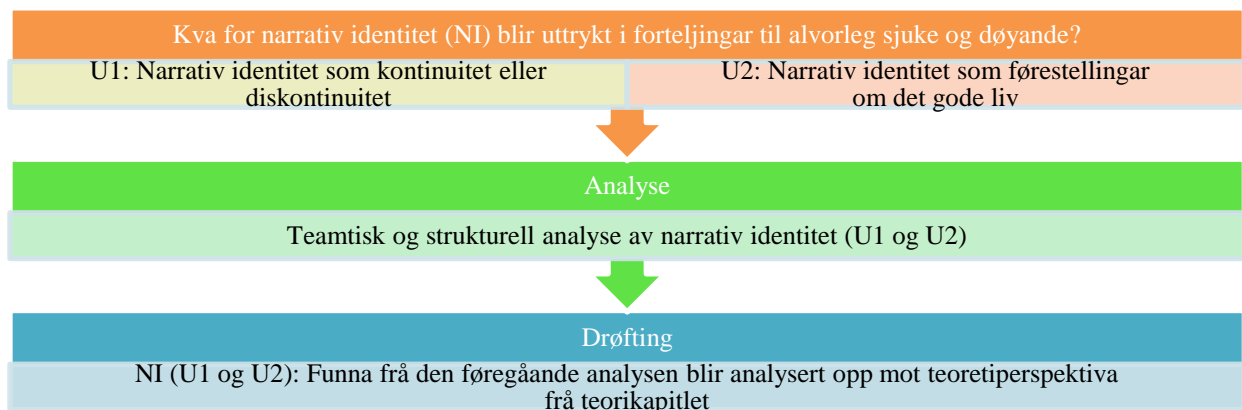 Kva for narrativ identitet (NI) blir uttrykt i forteljingar til alvorleg sjuke og døyande?
U1: Narrativ identitet som kontinuitet eller
diskontinuitet
U2: Narrativ identitet som førestellingar
om det gode liv
Analyse
Teamtisk og strukturell analyse av narrativ identitet (U1 og U2)
Drøfting
NI (U1 og U2): Funna frå den føregåande analysen blir analysert opp mot teoretiperspektiva
frå teorikapitlet